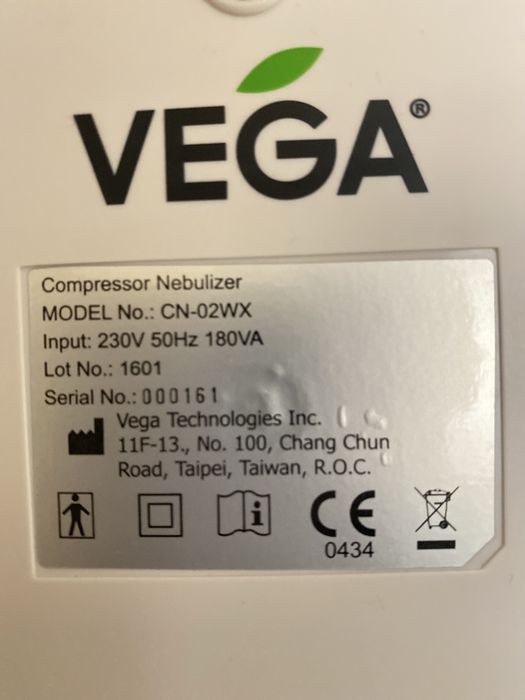 VEGA®
Compressor Nebulizer
MODEL No.: CN-02WX
Input: 230V 50Hz 180VA
Lot No.: 1601
Serial No.: 000161
Vega Technologies Inc.
11F-13., No. 100, Chang Chun
Road, Taipei, Taiwan, R.O.C.
i
CE
0434